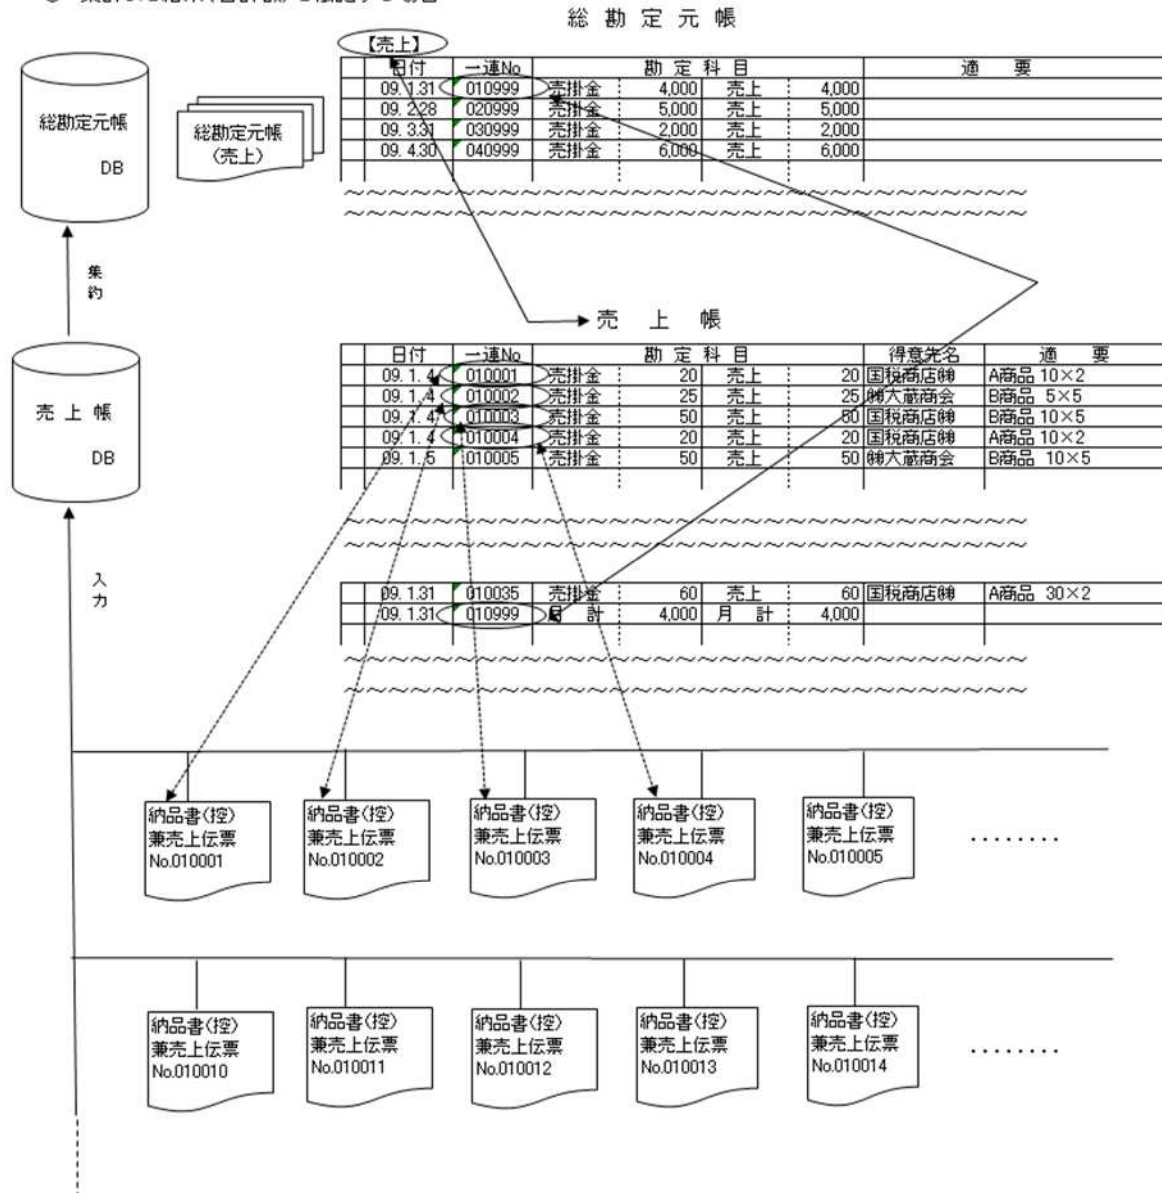 総勘定元帳
【売上】
日付 一連No 勘定科目 適要
09. 1.31 010999 売掛金 4,000 売上 4,000
09. 2.28 020999 売掛金 5,000 売上 5,000
09. 3.31 030999 売掛金 2,000 売上 2,000
09. 4.30 040999 売掛金 6,000 売上 6,000
総勘定元帳
DB
総勘定元帳
(売上)
集約
売上帳
日付 一連No 勘定科目 得意先名 適要
09. 1. 4 010001 売掛金 20 売上 20 国税商店㈱ A商品 10×2
09. 1. 4 010002 売掛金 25 売上 25 ㈱大蔵商会 B商品 5×5
09. 1. 4 010003 売掛金 50 売上 50 国税商店㈱ B商品 10×5
09. 1. 4 010004 売掛金 20 売上 20 国税商店㈱ A商品 10×2
09. 1. 5 010005 売掛金 50 売上 50 ㈱大蔵商会 B商品 10×5
売上帳
DB
入力
09. 1.31 010035 売掛金 60 売上 60 国税商店㈱ A商品 30×2
09. 1.31 010999 月計 4,000 月計 4,000
納品書(控)
兼売上伝票
No.010001
納品書(控)
兼売上伝票
No.010002
納品書(控)
兼売上伝票
No.010003
納品書(控)
兼売上伝票
No.010004
納品書(控)
兼売上伝票
No.010005
‥‥‥‥
納品書(控)
兼売上伝票
No.010010
納品書(控)
兼売上伝票
No.010011
納品書(控)
兼売上伝票
No.010012
納品書(控)
兼売上伝票
No.010013
納品書(控)
兼売上伝票
No.010014
‥‥‥‥